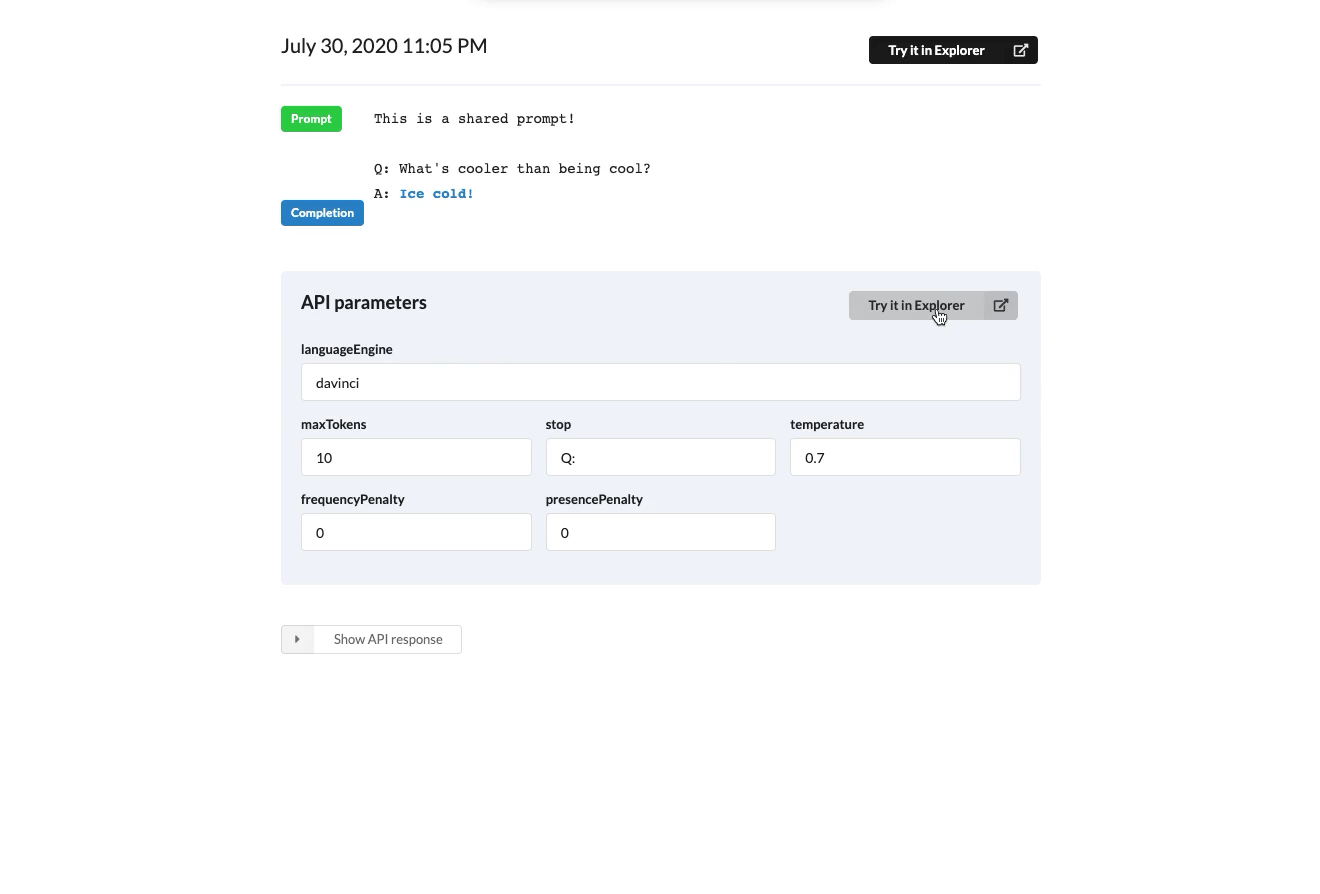 July 30, 2020 11:05 PM
Try it in Explorer
Prompt
This is a shared prompt!
Q: What's cooler than being cool?
A: Ice cold!
Completion
API parameters
Try it in Explorer
languageEngine
davinci
maxTokens
stop
temperature
10
Q:
0.7
frequencyPenalty
presencePenalty
0
0
Show API response